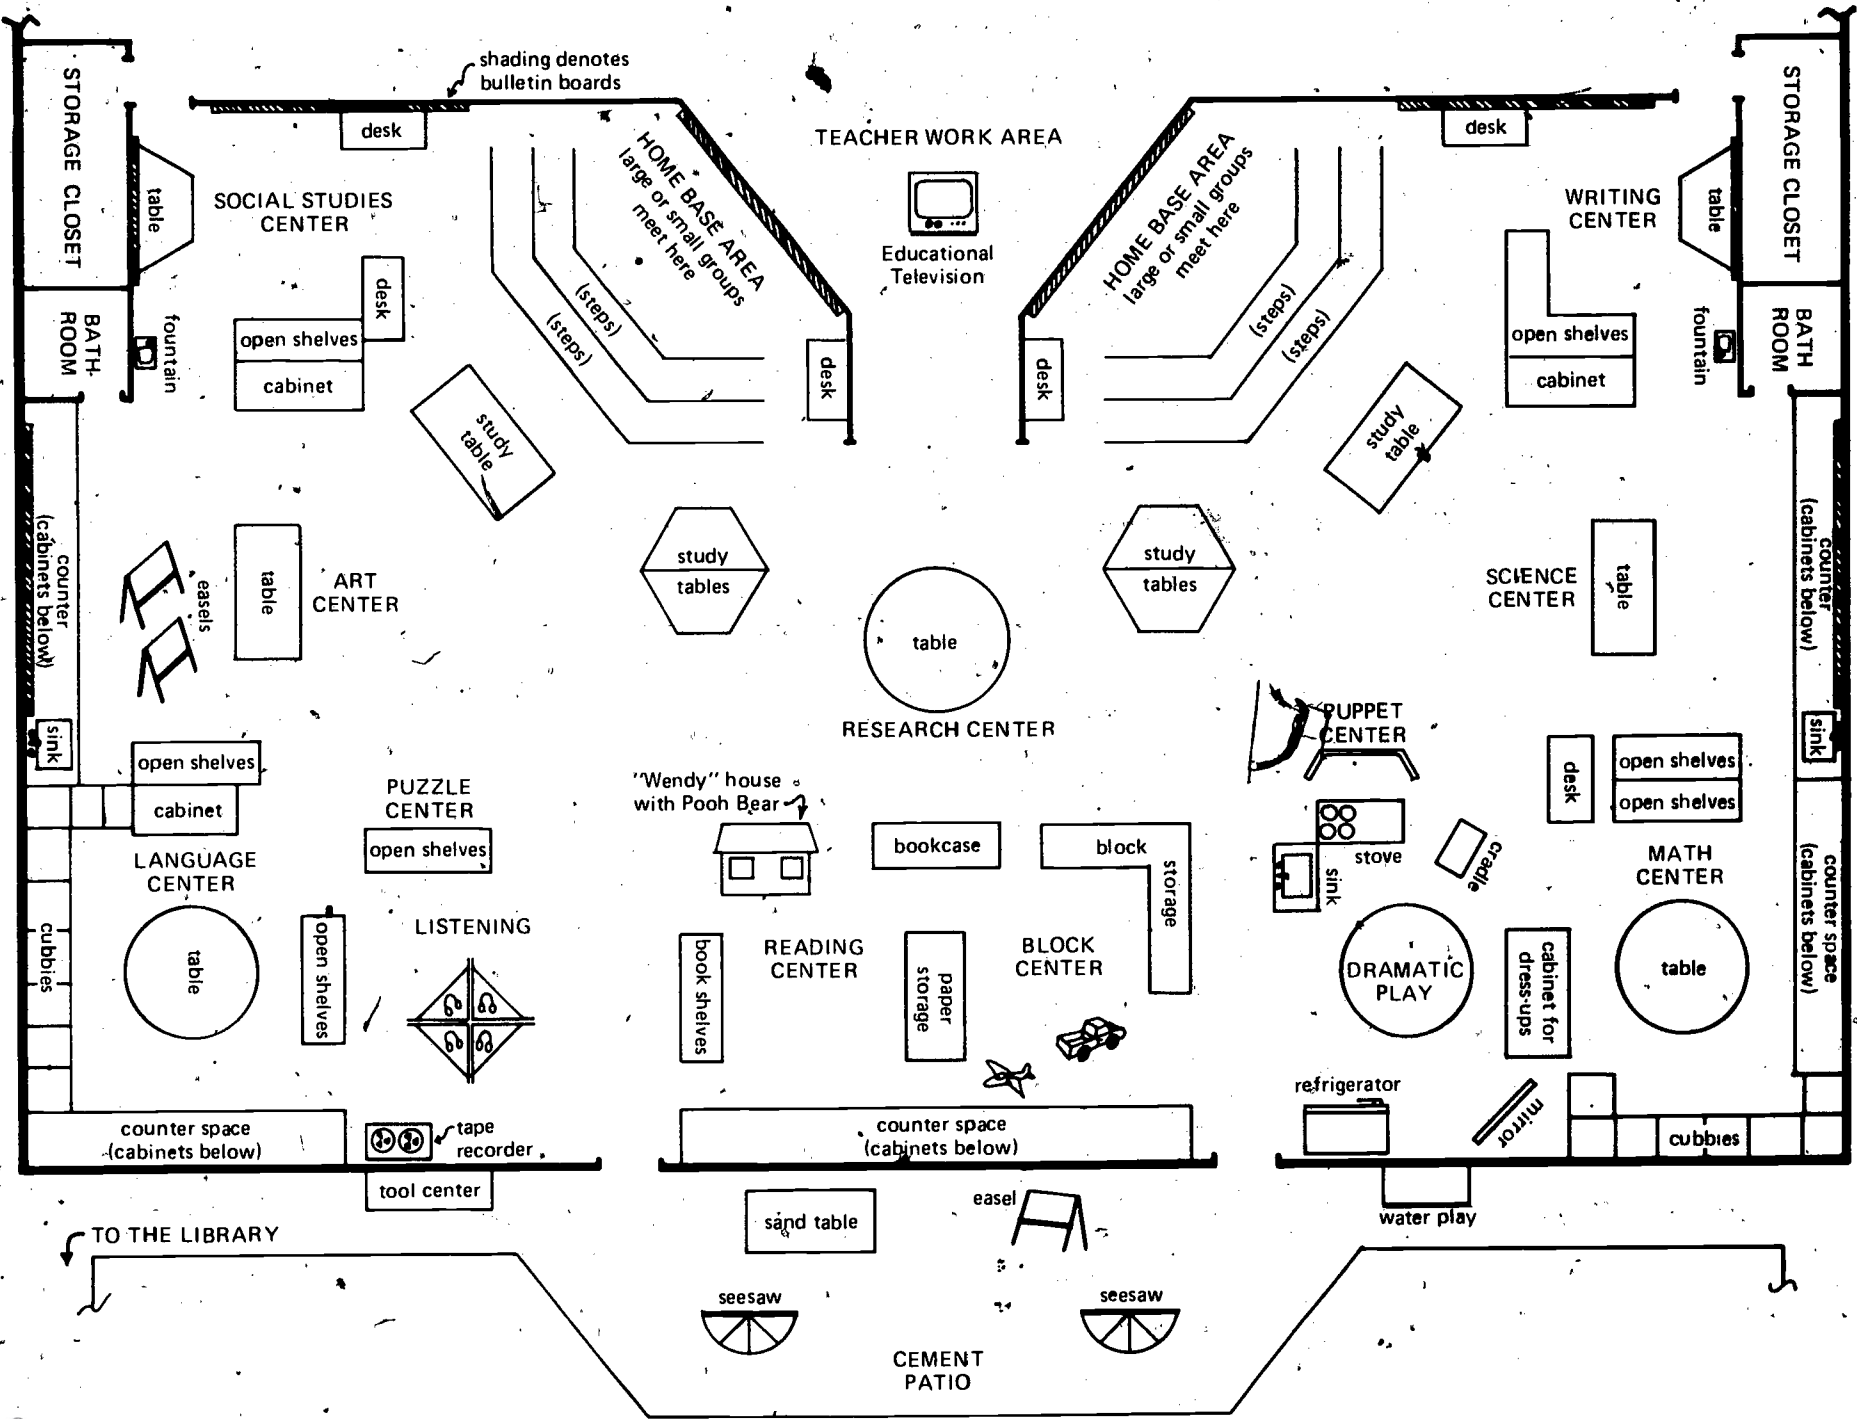 shading denotes
bulletin boards
STORAGE CLOSET
desk
table
SOCIAL STUDIES
CENTER
HOME BASE AREA
large or small groups
meet here
(steps)
(steps)
TEACHER WORK AREA
Educational
Television
HOME BASE AREA
large or small groups
meet here
(steps)
(steps)
desk
WRITING
CENTER
table
STORAGE CLOSET
BATH-
ROOM
fountain
desk
open shelves
cabinet
study
table
desk
desk
study
table
open shelves
cabinet
fountain
BATH
ROOM
counter
(cabinets below)
easels
table
ART
CENTER
study
tables
table
RESEARCH CENTER
study
tables
SCIENCE
CENTER
table
counter
(cabinets below)
sink
open shelves
cabinet
PUZZLE
CENTER
open shelves
"Wendy" house
with Pooh Bear
bookcase
block
storage
PUPPET
CENTER
stove
sink
cradle
desk
open shelves
open shelves
sink
LANGUAGE
CENTER
table
cubbies
open shelves
LISTENING
book shelves
READING
CENTER
paper
storage
BLOCK
CENTER
DRAMATIC
PLAY
cabinet for
dress-ups
MATH
CENTER
table
counter space
(cabinets below)
counter space
(cabinets below)
tape
recorder
counter space
(cabinets below)
refrigerator
mirror
cubbies
tool center
sand table
easel
water play
TO THE LIBRARY
seesaw
seesaw
CEMENT
PATIO